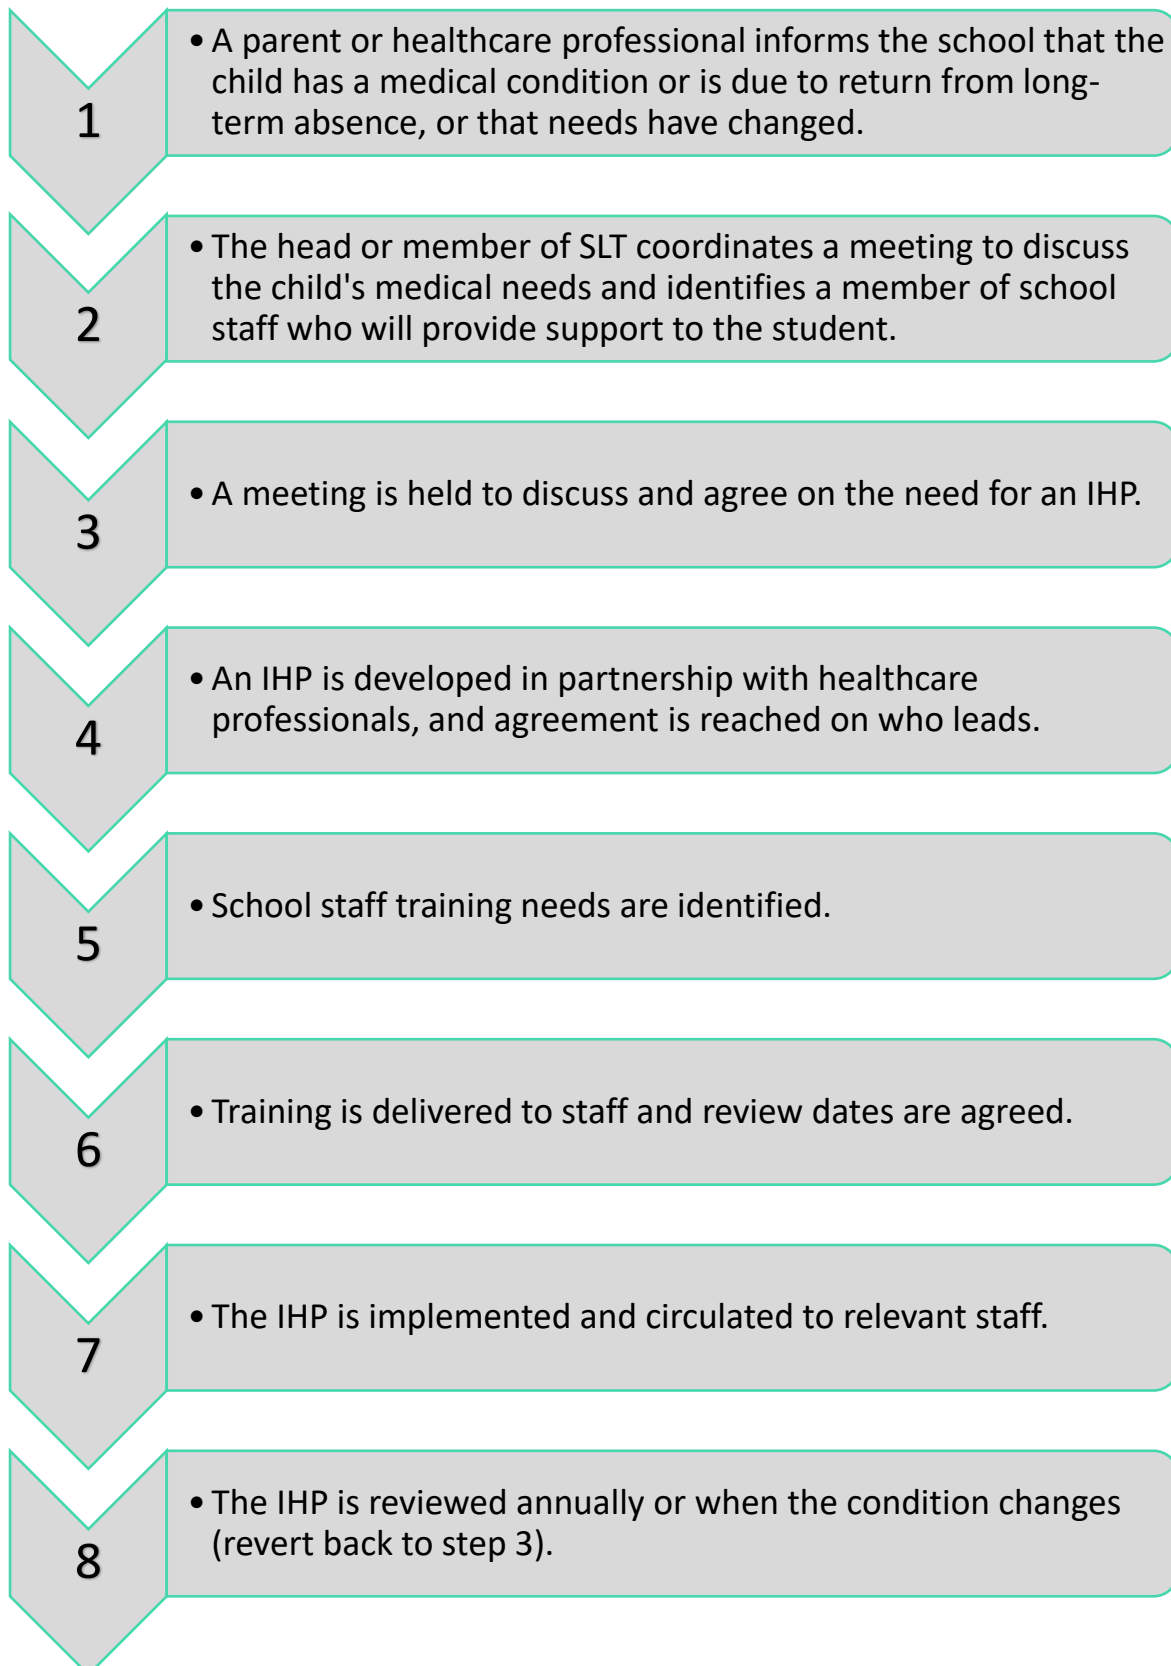 1
• A parent or healthcare professional informs the school that the
child has a medical condition or is due to return from long-
term absence, or that needs have changed.
2
• The head or member of SLT coordinates a meeting to discuss
the child's medical needs and identifies a member of school
staff who will provide support to the student.
3
• A meeting is held to discuss and agree on the need for an IHP.
4
• An IHP is developed in partnership with healthcare
professionals, and agreement is reached on who leads.
5
• School staff training needs are identified.
6
• Training is delivered to staff and review dates are agreed.
7
• The IHP is implemented and circulated to relevant staff.
8
• The IHP is reviewed annually or when the condition changes
(revert back to step 3).